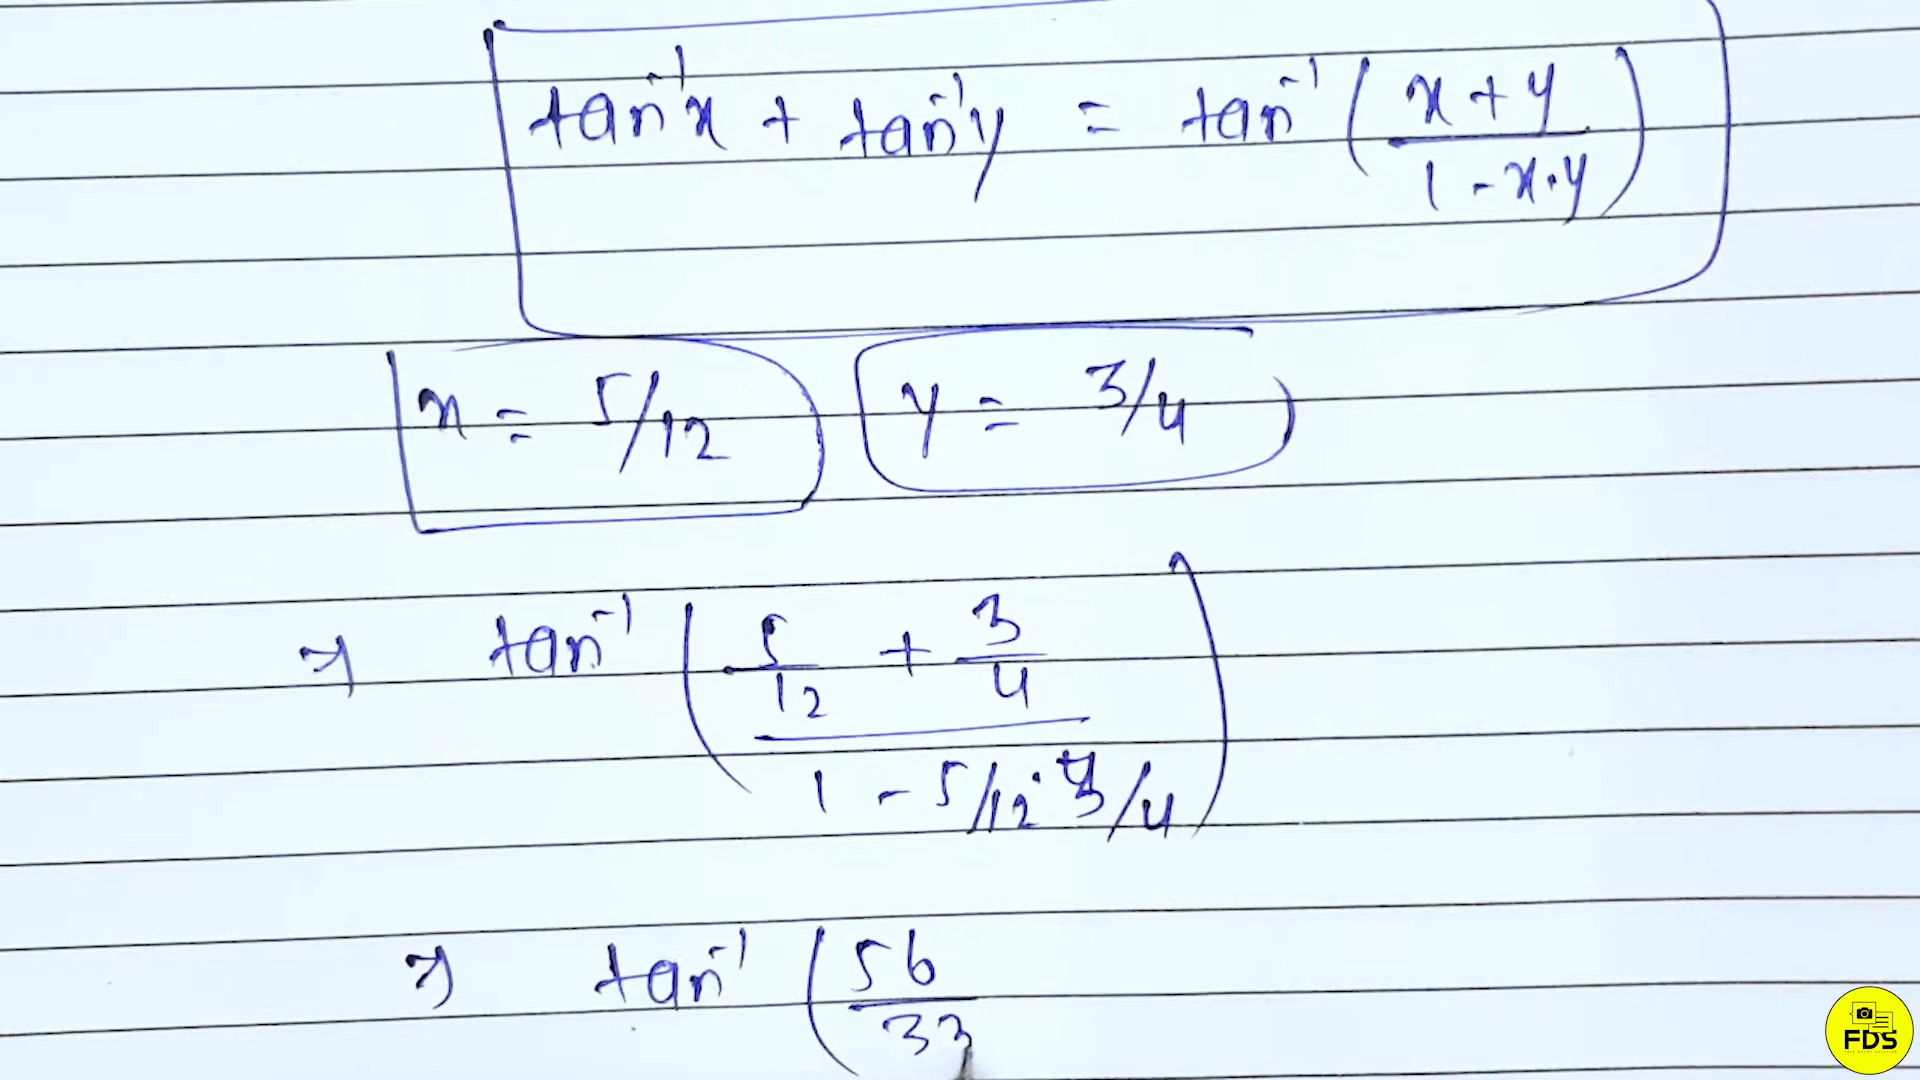 tan⁻¹x + tan⁻¹y = tan⁻¹ (x + y / 1 - x·y)
x = 5/12 y = 3/4
⇒ tan⁻¹ (5/12 + 3/4 / 1 - 5/12·3/4)
⇒ tan⁻¹ (56/33
FDS